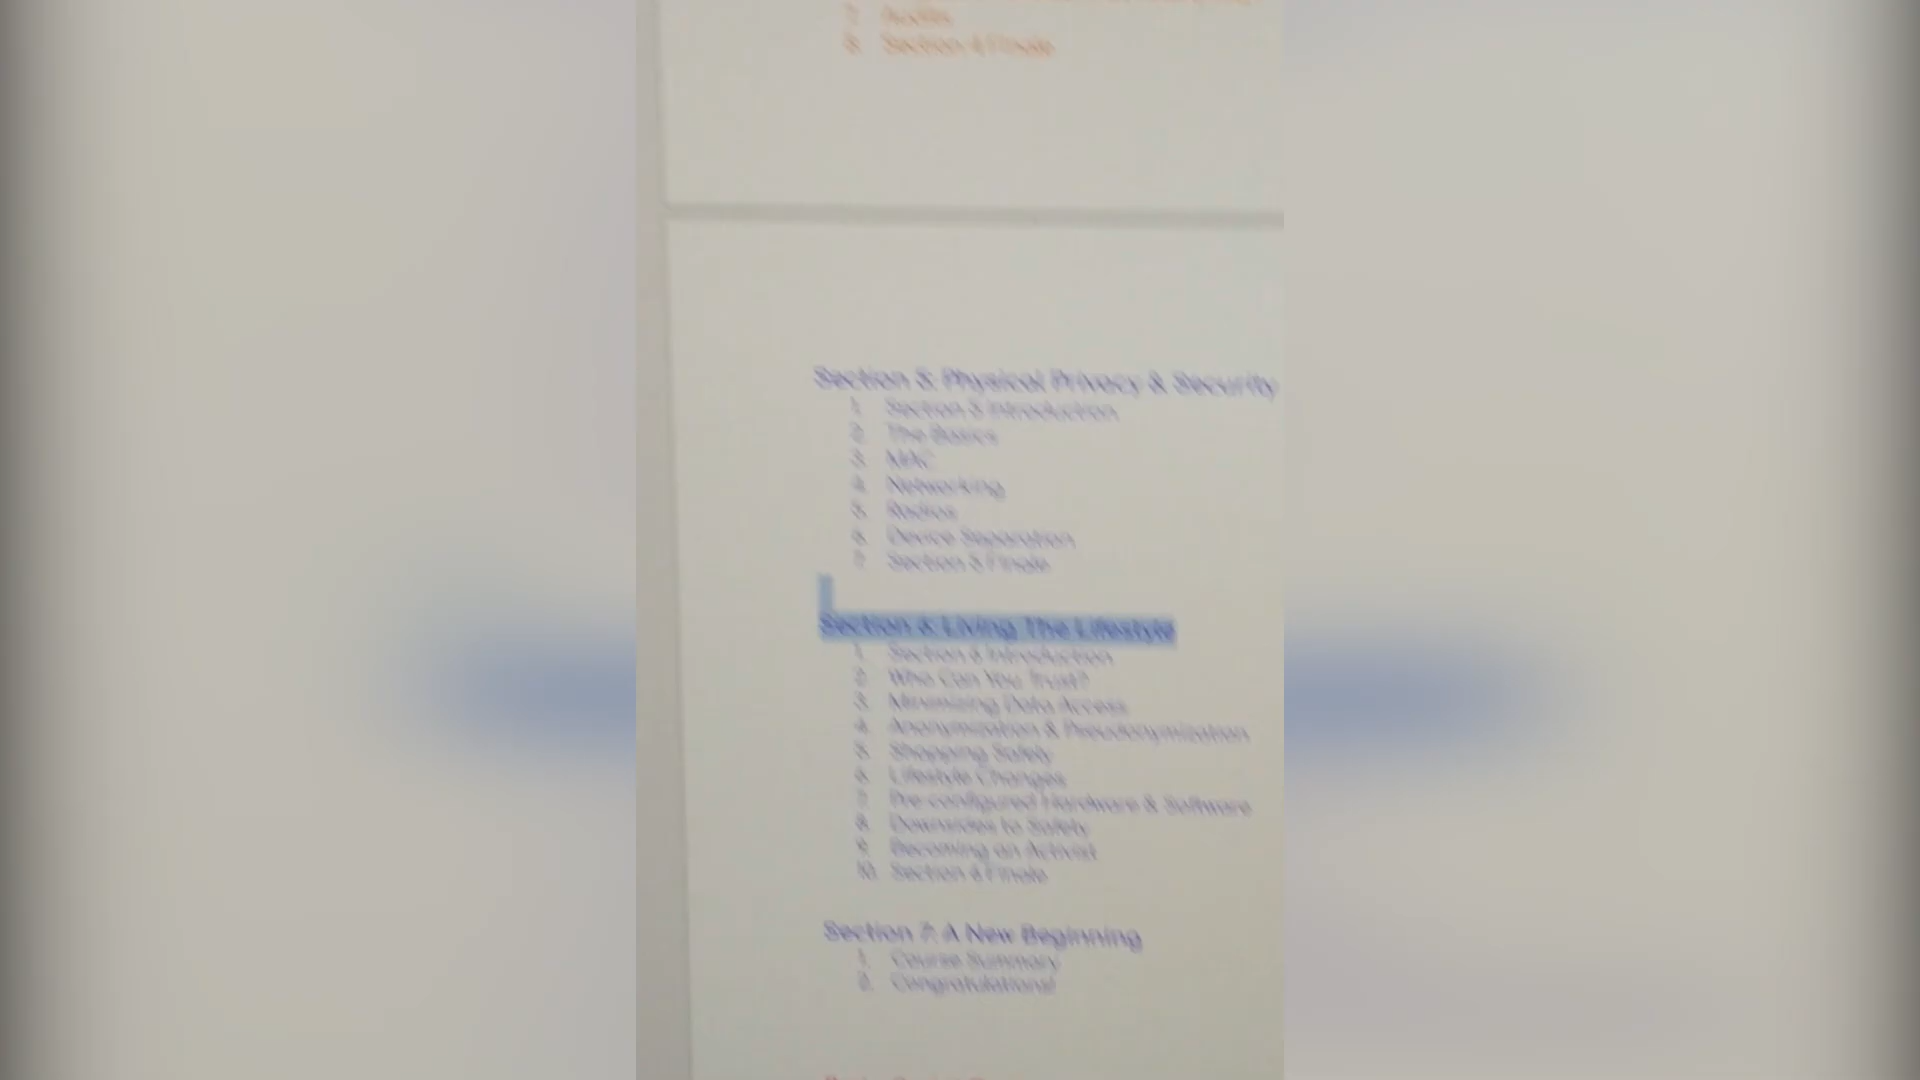 8. Section 4 Finale
Section 5: Physical Privacy & Security
1. Section 5 Introduction
2. The Basics
3. MAC
4. Networking
5. Radios
6. Device Separation
7. Section 5 Finale
Section 6: Living The Lifestyle
1. Section 6 Introduction
2. Who Can You Trust?
3. Minimizing Data Access
4. Anonymization & Pseudonymization
5. Shopping Safely
6. Lifestyle Changes
7. Pre-configured Hardware & Software
8. Downsides to Safety
9. Becoming an Activist
10. Section 6 Finale
Section 7: A New Beginning
1. Course Summary
2. Congratulations!